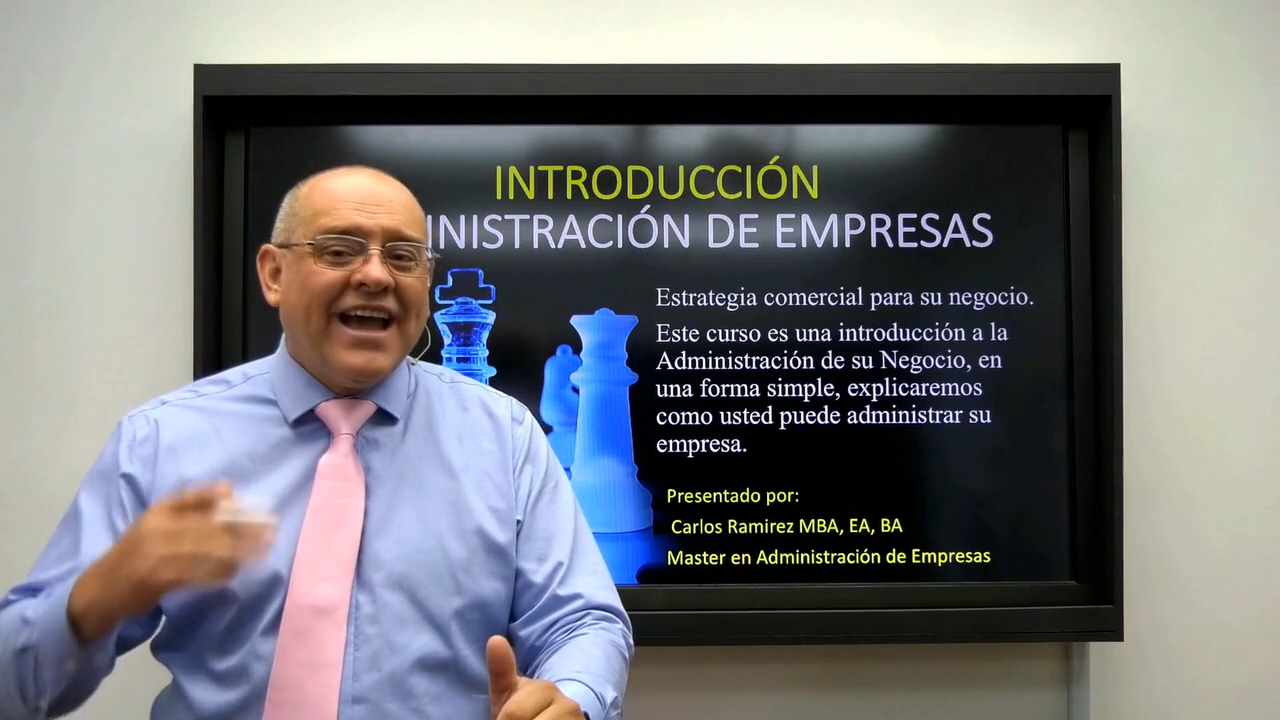 INTRODUCCIÓN
INISTRACIÓN DE EMPRESAS
Estrategia comercial para su negocio.
Este curso es una introducción a la
Administración de su Negocio, en
una forma simple, explicaremos
como usted puede administrar su
empresa.
Presentado por:
Carlos Ramirez MBA, EA, BA
Master en Administración de Empresas